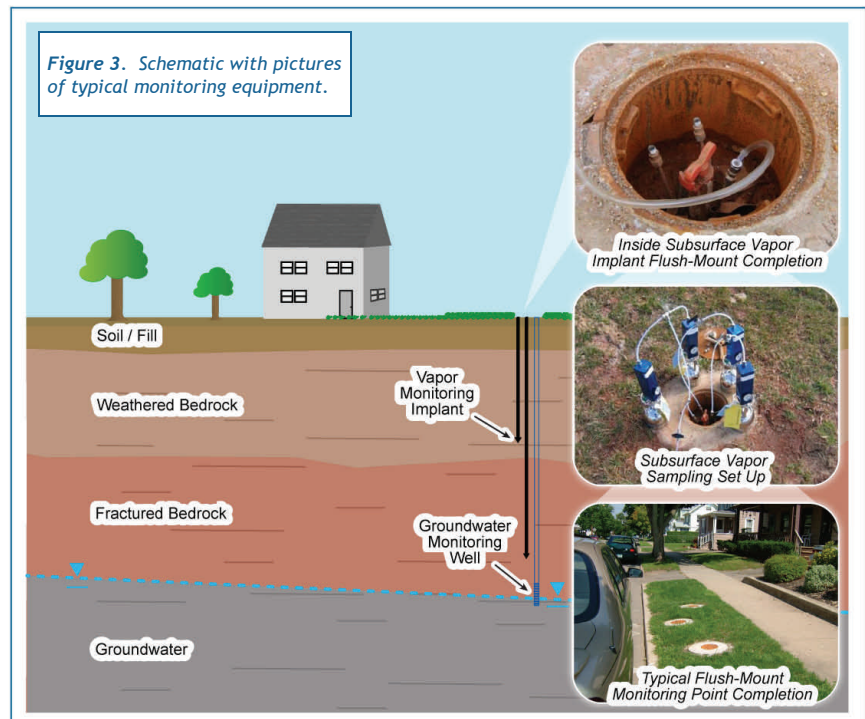 Figure 3. Schematic with pictures
of typical monitoring equipment.
Inside Subsurface Vapor
Implant Flush-Mount Completion
Soil / Fill
Vapor
Monitoring
Implant
Weathered Bedrock
Subsurface Vapor
Sampling Set Up
Fractured Bedrock
Groundwater
Monitoring
Well
Groundwater
Typical Flush-Mount
Monitoring Point Completion